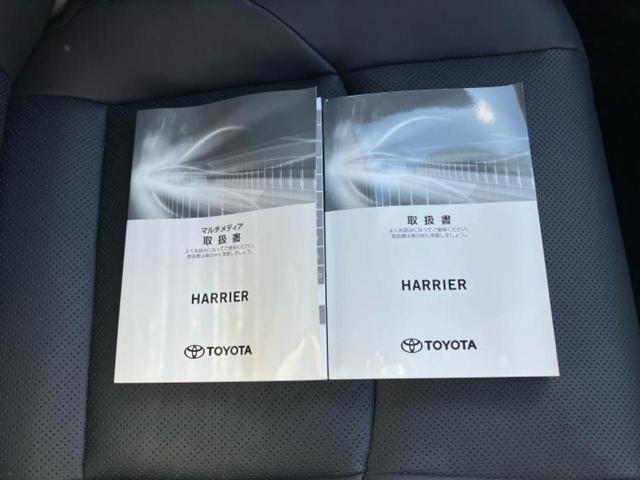 マルチメディア
取扱書
よくお読みになってご使用ください。
取扱書は車の中に保管しましょう。
HARRIER
TOYOTA
取扱書
よくお読みになってご使用ください。
取扱書は車の中に保管しましょう。
HARRIER
TOYOTA